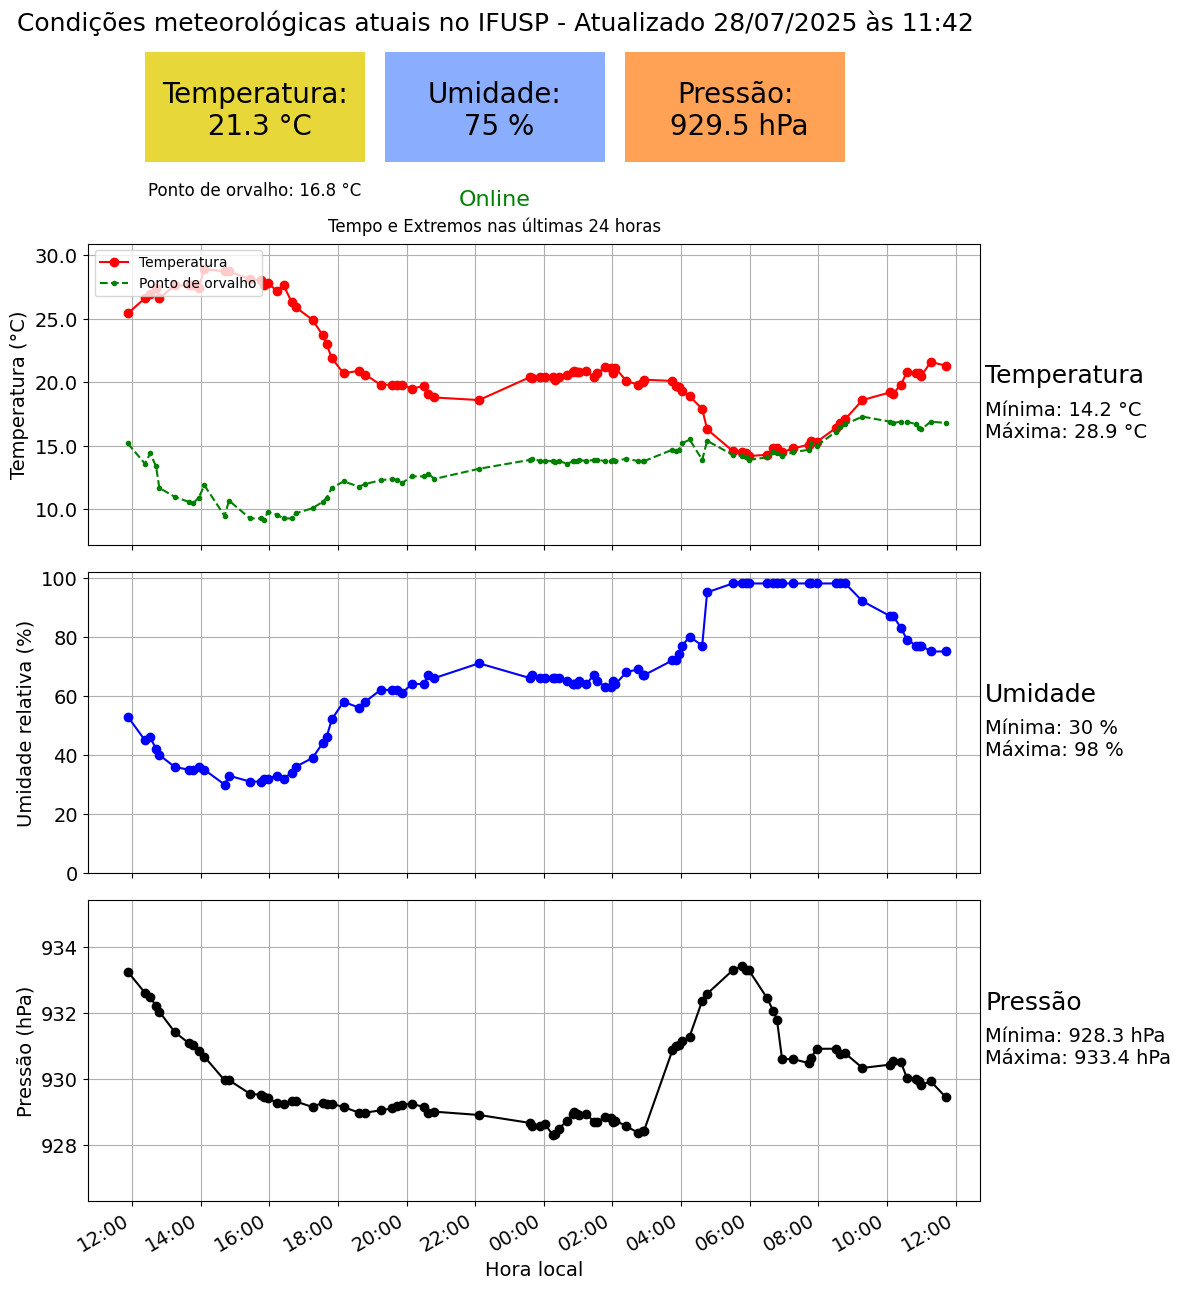 Condições meteorológicas atuais no IFUSP - Atualizado 28/07/2025 às 11:42
Temperatura:
21.3 °C
Umidade:
75 %
Pressão:
929.5 hPa
Ponto de orvalho: 16.8 °C
Online
Tempo e Extremos nas últimas 24 horas
Temperatura
Ponto de orvalho
Temperatura (°C)
30.0
25.0
20.0
15.0
10.0
Temperatura
Mínima: 14.2 °C
Máxima: 28.9 °C
Umidade relativa (%)
100
80
60
40
20
0
Umidade
Mínima: 30 %
Máxima: 98 %
Pressão (hPa)
934
932
930
928
Pressão
Mínima: 928.3 hPa
Máxima: 933.4 hPa
12:00 14:00 16:00 18:00 20:00 22:00 00:00 02:00 04:00 06:00 08:00 10:00 12:00
Hora local